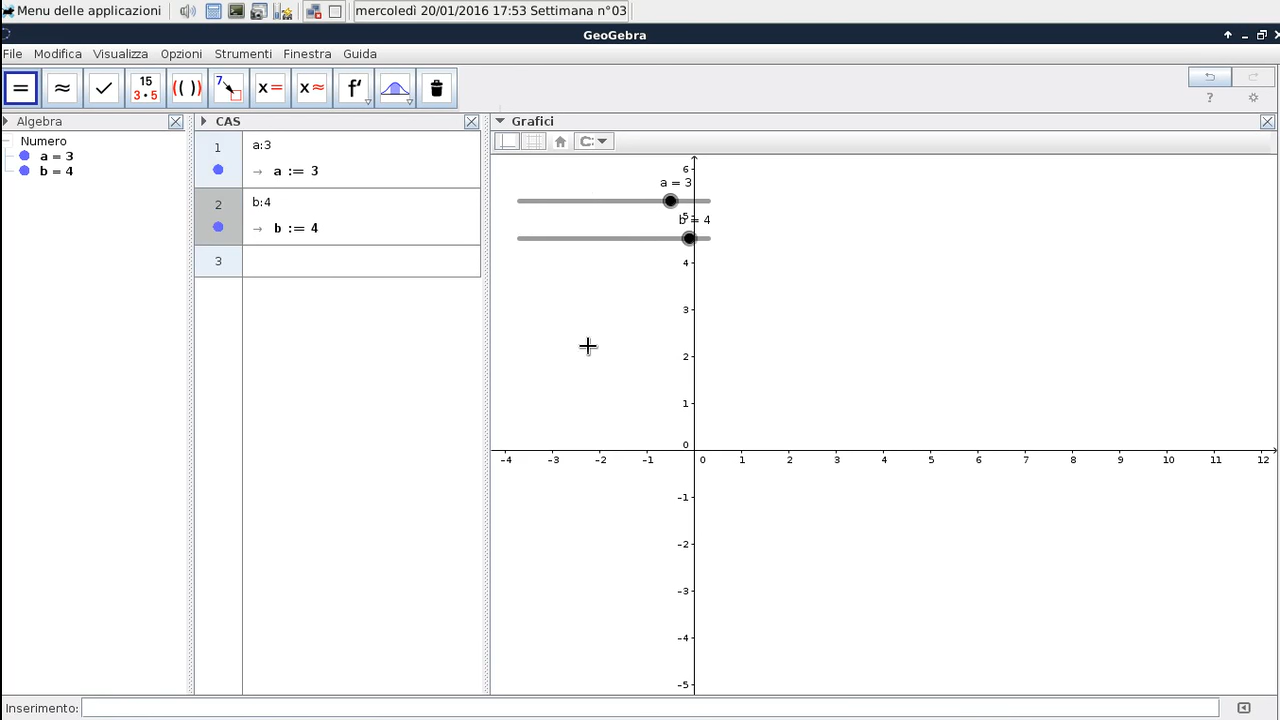 Menu delle applicazioni
mercoledì 20/01/2016 17:53 Settimana n°03
GeoGebra
File Modifica Visualizza Opzioni Strumenti Finestra Guida
= ≈ ✓ 15 3•5 (( )) 7 x= x≈ f'
?
Algebra
Numero
a = 3
b = 4
CAS
1 a:3
→ a := 3
2 b:4
→ b := 4
3
Grafici
a = 3
b = 4
6
5
4
3
2
1
0
-4 -3 -2 -1 0 1 2 3 4 5 6 7 8 9 10 11 12
-1
-2
-3
-4
-5
Inserimento: